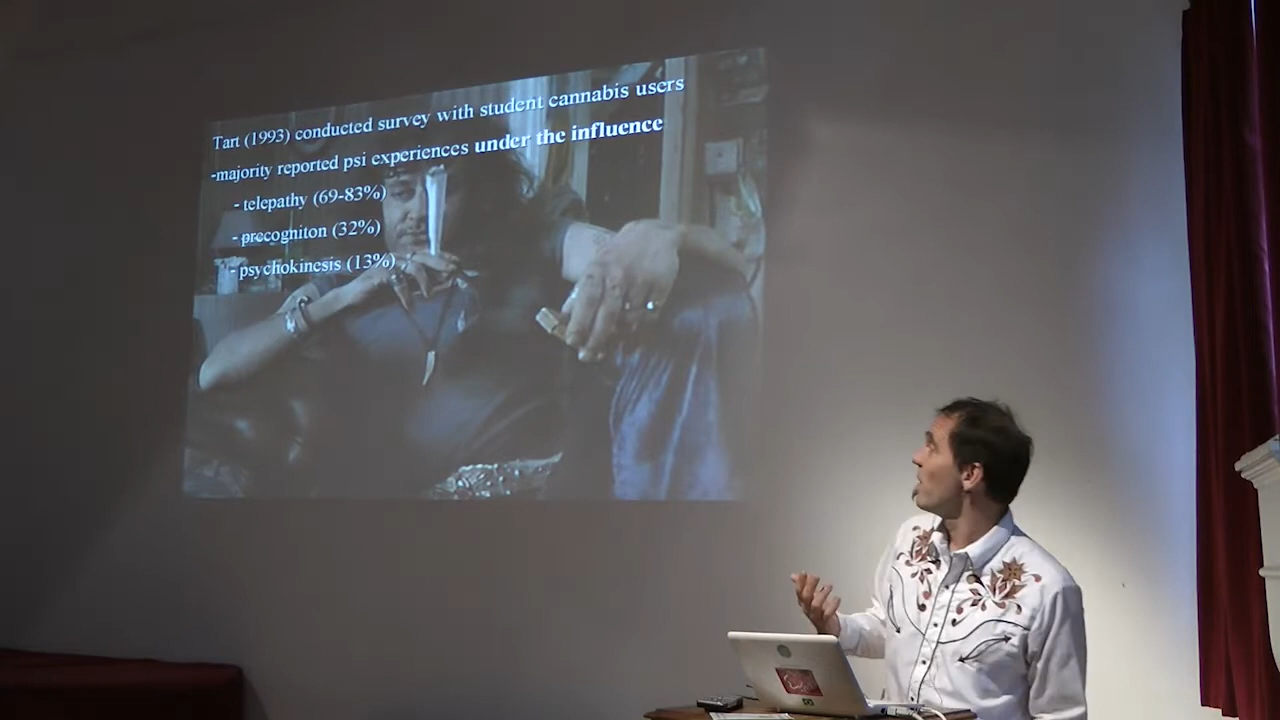 Tart (1993) conducted survey with student cannabis users
-majority reported psi experiences under the influence
- telepathy (69-83%)
- precogniton (32%)
- psychokinesis (13%)